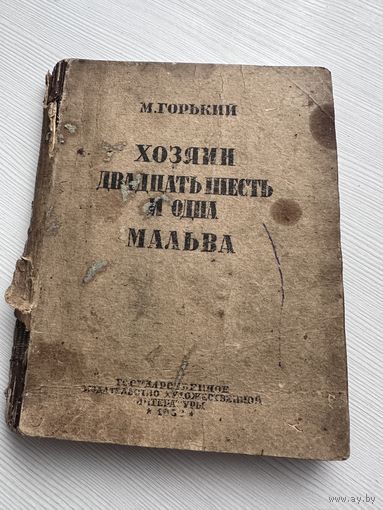 М. ГОРЬКИЙ
ХОЗЯИН
ДВАДЦАТЬ ШЕСТЬ
И ОДНА
МАЛЬВА
ГОСУДАРСТВЕННОЕ
ИЗДАТЕЛЬСТВО ХУДОЖЕСТВЕННОЙ
ЛИТЕРАТУРЫ
www.ay.by